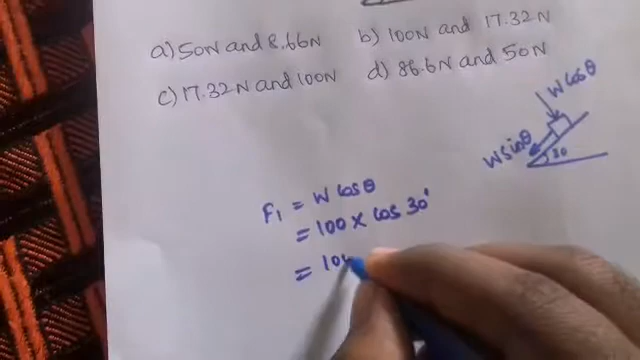 a) 50N and 8.66N b) 100N and 17.32N
c) 17.32N and 100N d) 86.6N and 50N
W Cosθ
W Sinθ
30
F1 = W Cosθ
= 100 × Cos 30°
= 100